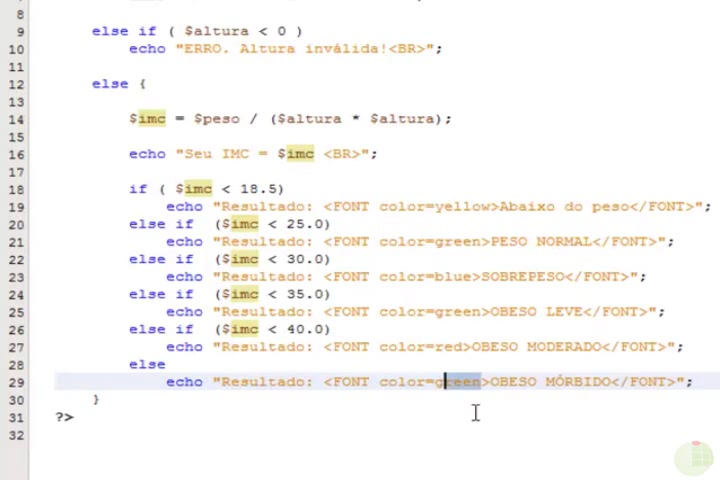 8
9 else if ( $altura < 0 )
10 echo "ERRO. Altura inválida!<BR>";
11
12 else {
13
14 $imc = $peso / ($altura * $altura);
15
16 echo "Seu IMC = $imc <BR>";
17
18 if ( $imc < 18.5)
19 echo "Resultado: <FONT color=yellow>Abaixo do peso</FONT>";
20 else if ($imc < 25.0)
21 echo "Resultado: <FONT color=green>PESO NORMAL</FONT>";
22 else if ($imc < 30.0)
23 echo "Resultado: <FONT color=blue>SOBREPESO</FONT>";
24 else if ($imc < 35.0)
25 echo "Resultado: <FONT color=green>OBESO LEVE</FONT>";
26 else if ($imc < 40.0)
27 echo "Resultado: <FONT color=red>OBESO MODERADO</FONT>";
28 else
29 echo "Resultado: <FONT color=green>OBESO MÓRBIDO</FONT>";
30 }
31 ?>
32